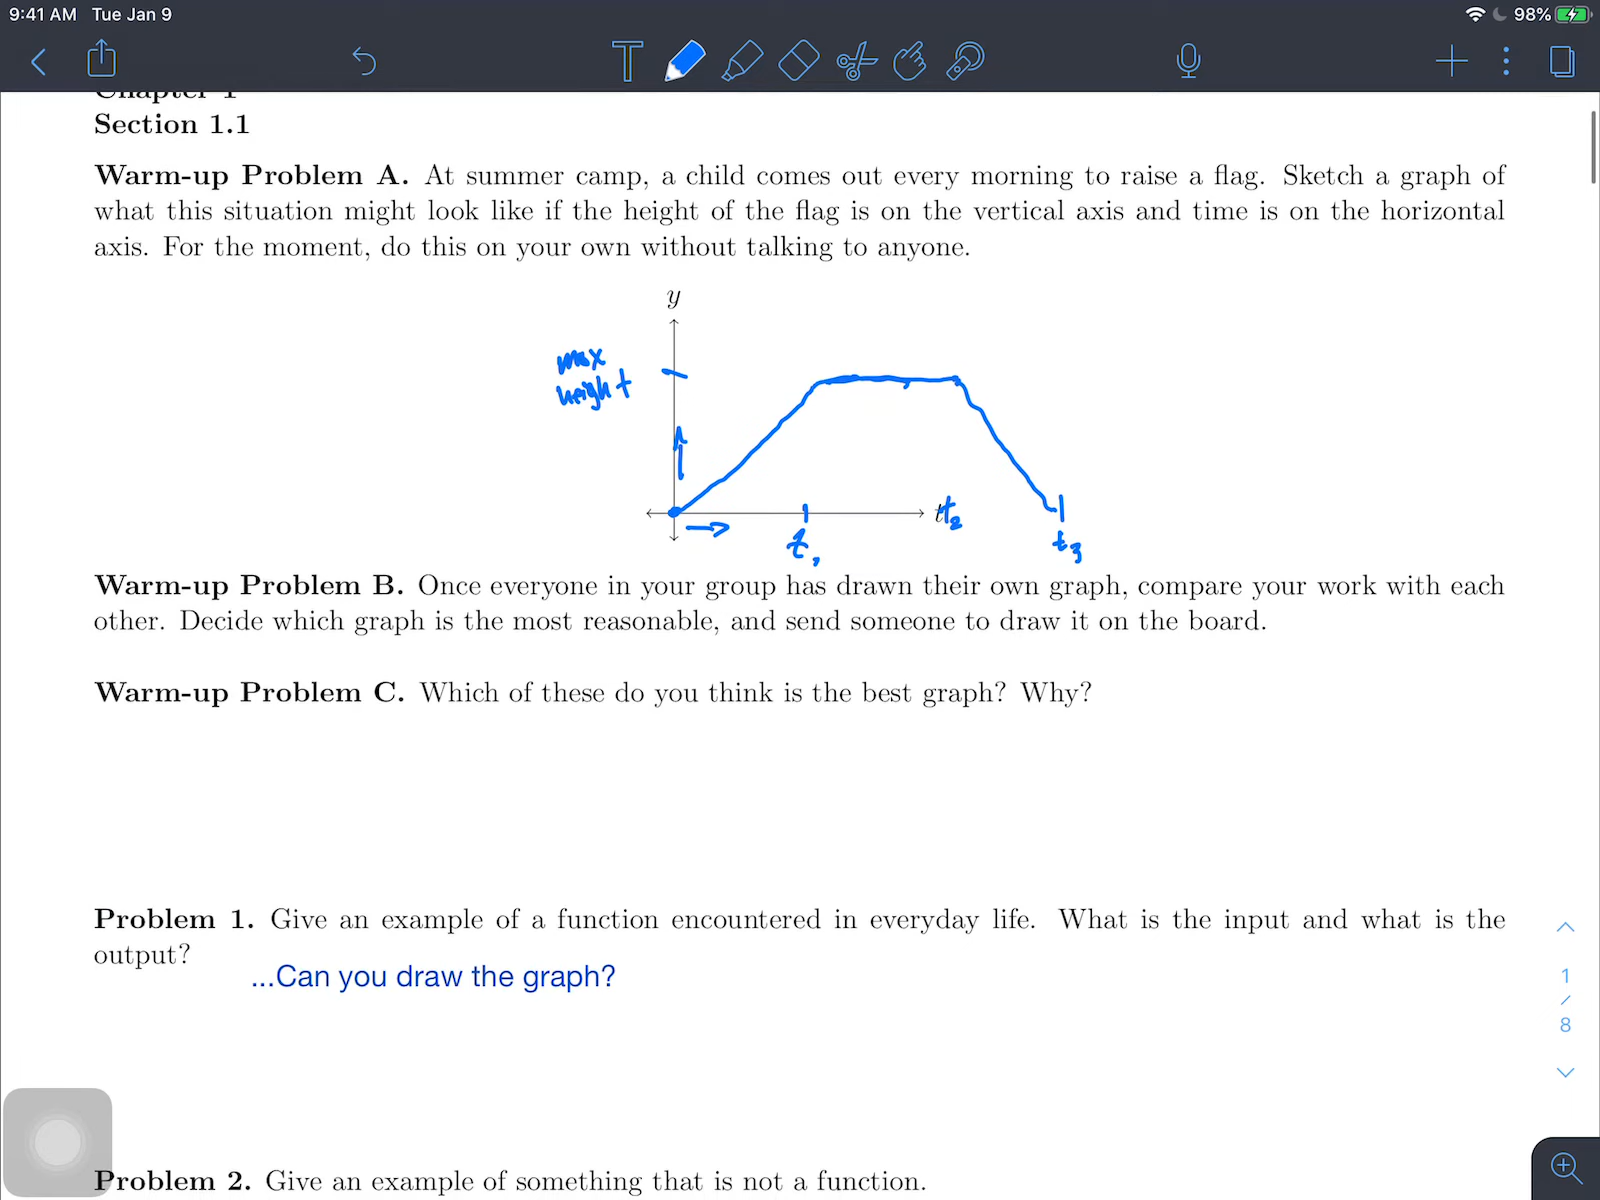 9:41 AM Tue Jan 9 98%
T
Chapter 1
Section 1.1
Warm-up Problem A. At summer camp, a child comes out every morning to raise a flag. Sketch a graph of
what this situation might look like if the height of the flag is on the vertical axis and time is on the horizontal
axis. For the moment, do this on your own without talking to anyone.
y
max
height
t
t₂
t₁
t₃
Warm-up Problem B. Once everyone in your group has drawn their own graph, compare your work with each
other. Decide which graph is the most reasonable, and send someone to draw it on the board.
Warm-up Problem C. Which of these do you think is the best graph? Why?
Problem 1. Give an example of a function encountered in everyday life. What is the input and what is the
output?
...Can you draw the graph?
1
/
8
Problem 2. Give an example of something that is not a function.